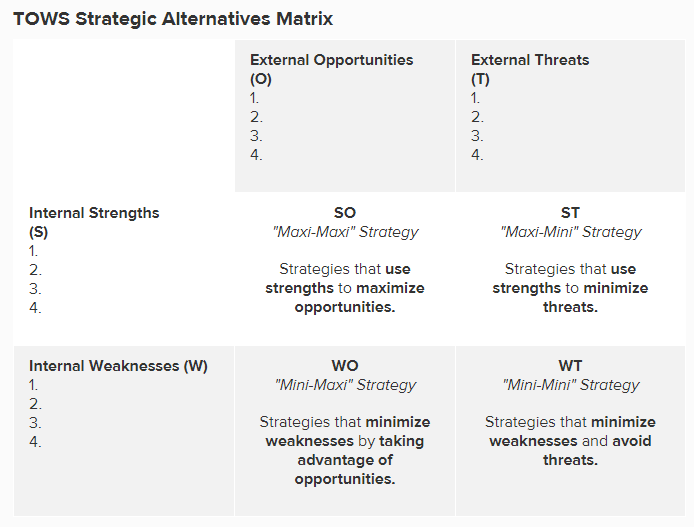 TOWS Strategic Alternatives Matrix
External Opportunities
(O)
1.
2.
3.
4.
External Threats
(T)
1.
2.
3.
4.
Internal Strengths
(S)
1.
2.
3.
4.
SO
"Maxi-Maxi" Strategy
Strategies that use
strengths to maximize
opportunities.
ST
"Maxi-Mini" Strategy
Strategies that use
strengths to minimize
threats.
Internal Weaknesses (W)
1.
2.
3.
4.
WO
"Mini-Maxi" Strategy
Strategies that minimize
weaknesses by taking
advantage of
opportunities.
WT
"Mini-Mini" Strategy
Strategies that minimize
weaknesses and avoid
threats.